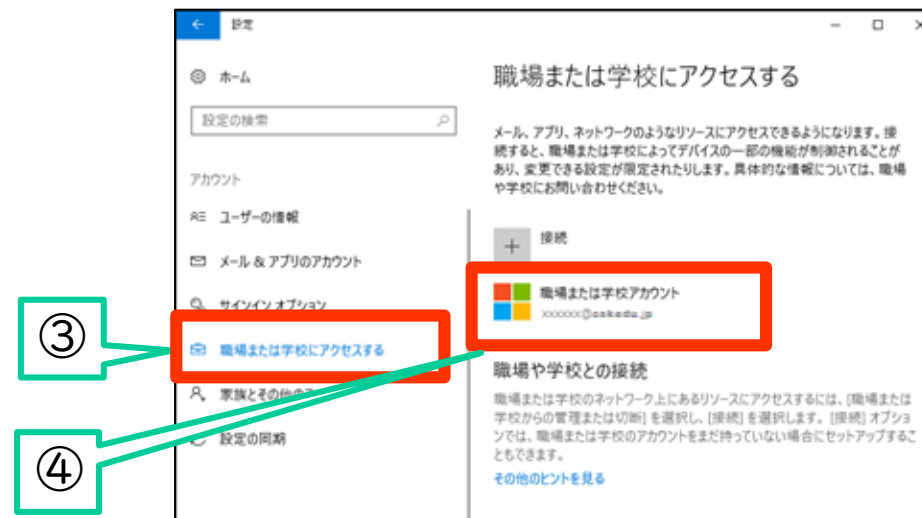 設定
ホーム
設定の検索
アカウント
ユーザーの情報
メール & アプリのアカウント
サインイン オプション
③
職場または学校にアクセスする
家族とその他の
④
設定の同期
職場または学校にアクセスする
メール、アプリ、ネットワークのようなリソースにアクセスできるようになります。接
続すると、職場または学校によってデバイスの一部の機能が制御されることが
あり、変更できる設定が限定されたりします。具体的な情報については、職場
や学校にお問い合わせください。
接続
職場または学校アカウント
xxxxxx@oskedu.jp
職場や学校との接続
職場または学校のネットワーク上にあるリソースにアクセスするには、[職場または
学校からの管理または切断] を選択し、[接続] を選択します。[接続] オプショ
ンでは、職場または学校のアカウントをまだ持っていない場合にセットアップするこ
ともできます。
その他のヒントを見る